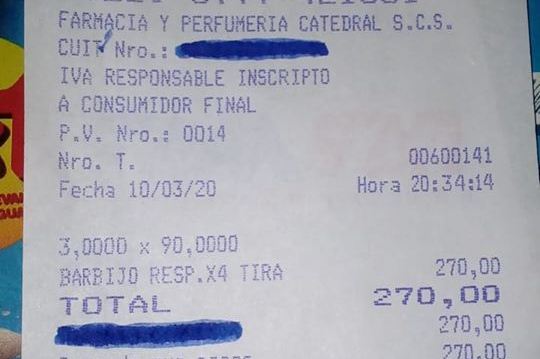 FARMACIA Y PERFUMERIA CATEDRAL S.C.S.
CUIT Nro.:
IVA RESPONSABLE INSCRIPTO
A CONSUMIDOR FINAL
P.V. Nro.: 0014
Nro. T. 00600141
Fecha 10/03/20 Hora 20:34:14
3,0000 x 90,0000
BARBIJO RESP.X4 TIRA 270,00
TOTAL 270,00
270,00
270,00